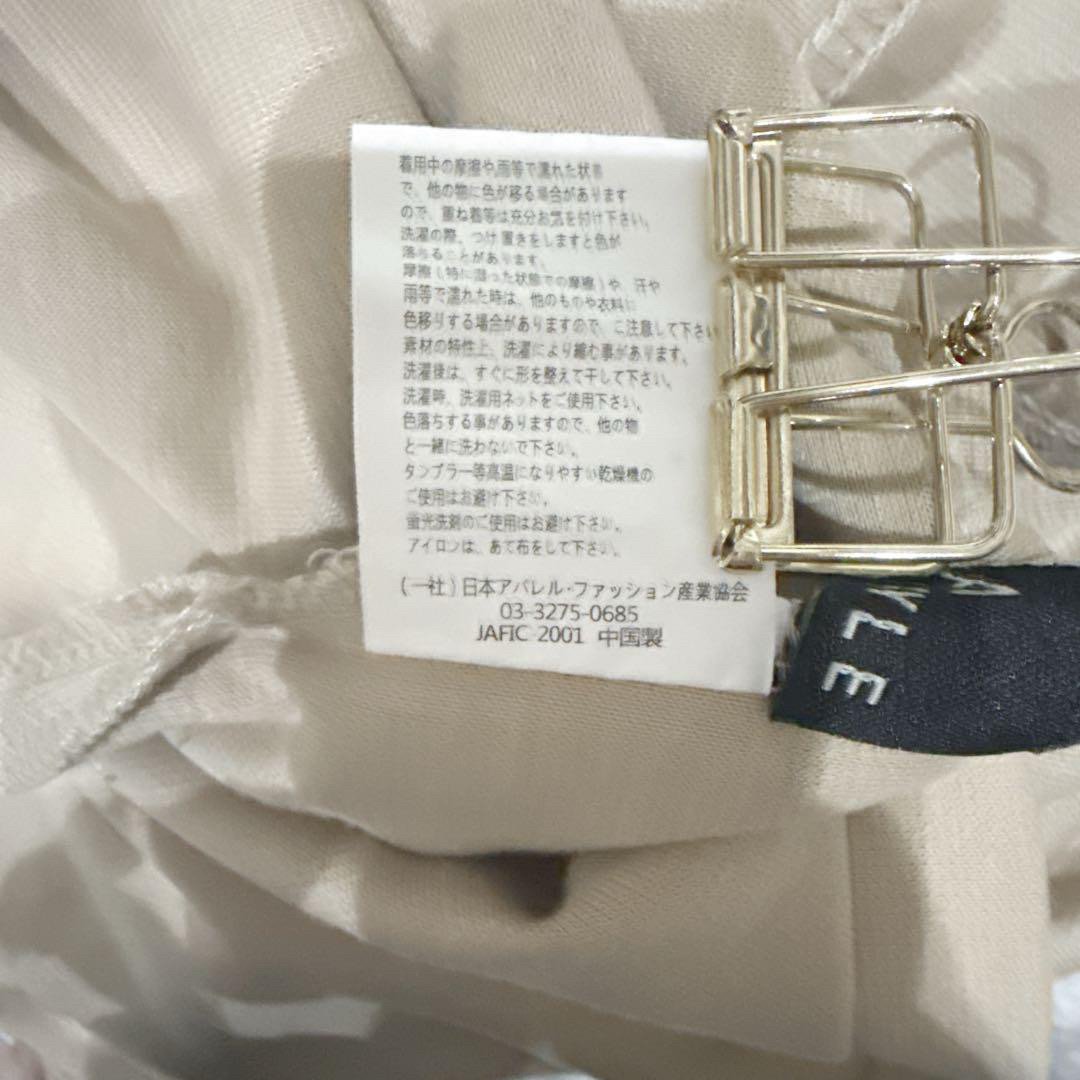 着用中の摩擦や,雨等で濡れた状着
で、他の物に色が移る場合があります
ので、重ね着等は充分お気を付け下さい。
洗濯の際、つけ置きをしますと色が
落ちることがあります、
摩擦(特に湿った状態での摩擦)や、汗や
雨等で濡れた時は、他のものや衣料に
色移りする場合がありますので、ご注意して下さい
素材の特性上、洗濯により縮む事があります。
洗濯後は、すぐに形を整えて干して下さい。
洗濯時、洗濯用ネットをご使用下さい。
色落ちする事がありますので、他の物
と一緒に洗わないで下さい。
タンブラー等高温になりやすい乾燥機の
ご使用はお避け下さい。
蛍光洗剤のご使用はお避け下さい。
アイロンは、あて布をして下さい。
(一社)日本アパレル·ファッション産業協会
03-3275-0685
JAFIC 2001 中国製